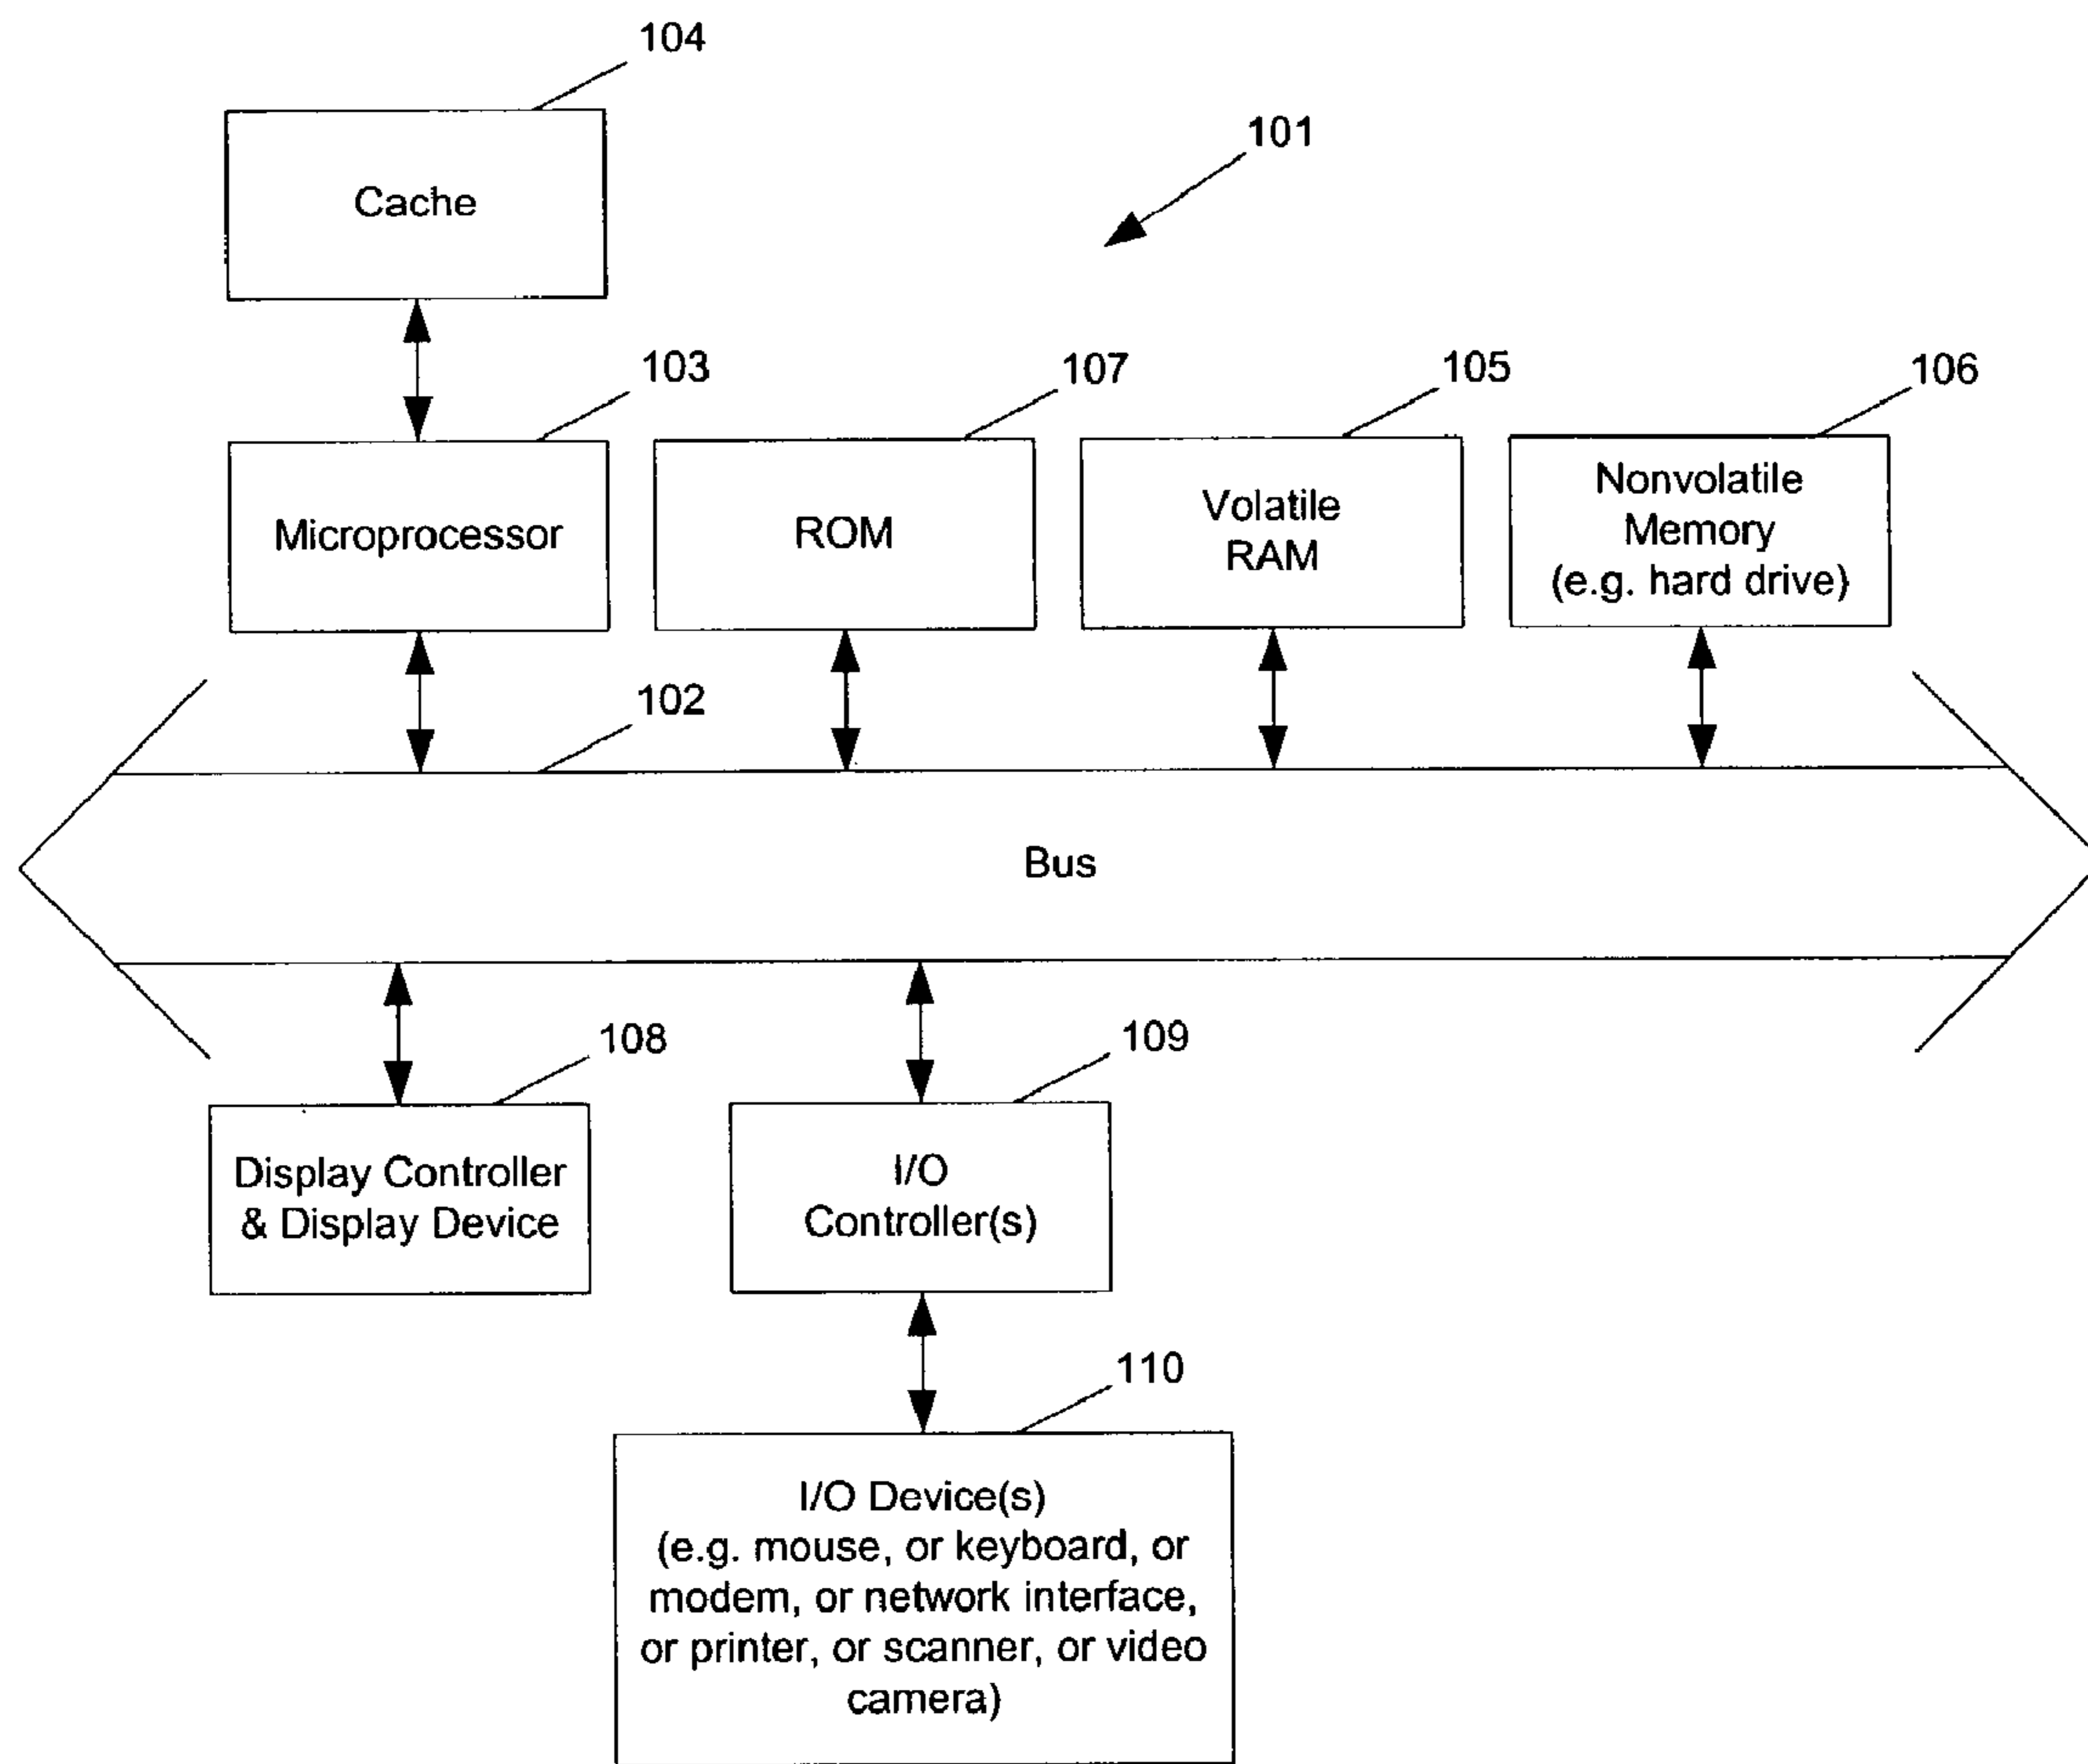 104
Cache
101
103
107
105
106
Microprocessor
ROM
Volatile
RAM
Nonvolatile
Memory
(e.g. hard drive)
102
Bus
108
109
Display Controller
& Display Device
I/O
Controller(s)
110
I/O Device(s)
(e.g. mouse, or keyboard, or
modem, or network interface,
or printer, or scanner, or video
camera)